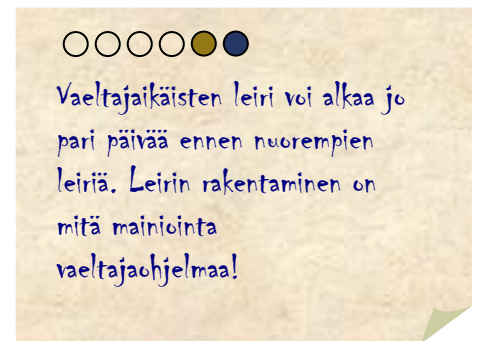 Vaeltajaikäisten leiri voi alkaa jo
pari päivää ennen nuorempien
leiriä. Leirin rakentaminen on
mitä mainiointa
vaeltajaohjelmaa!